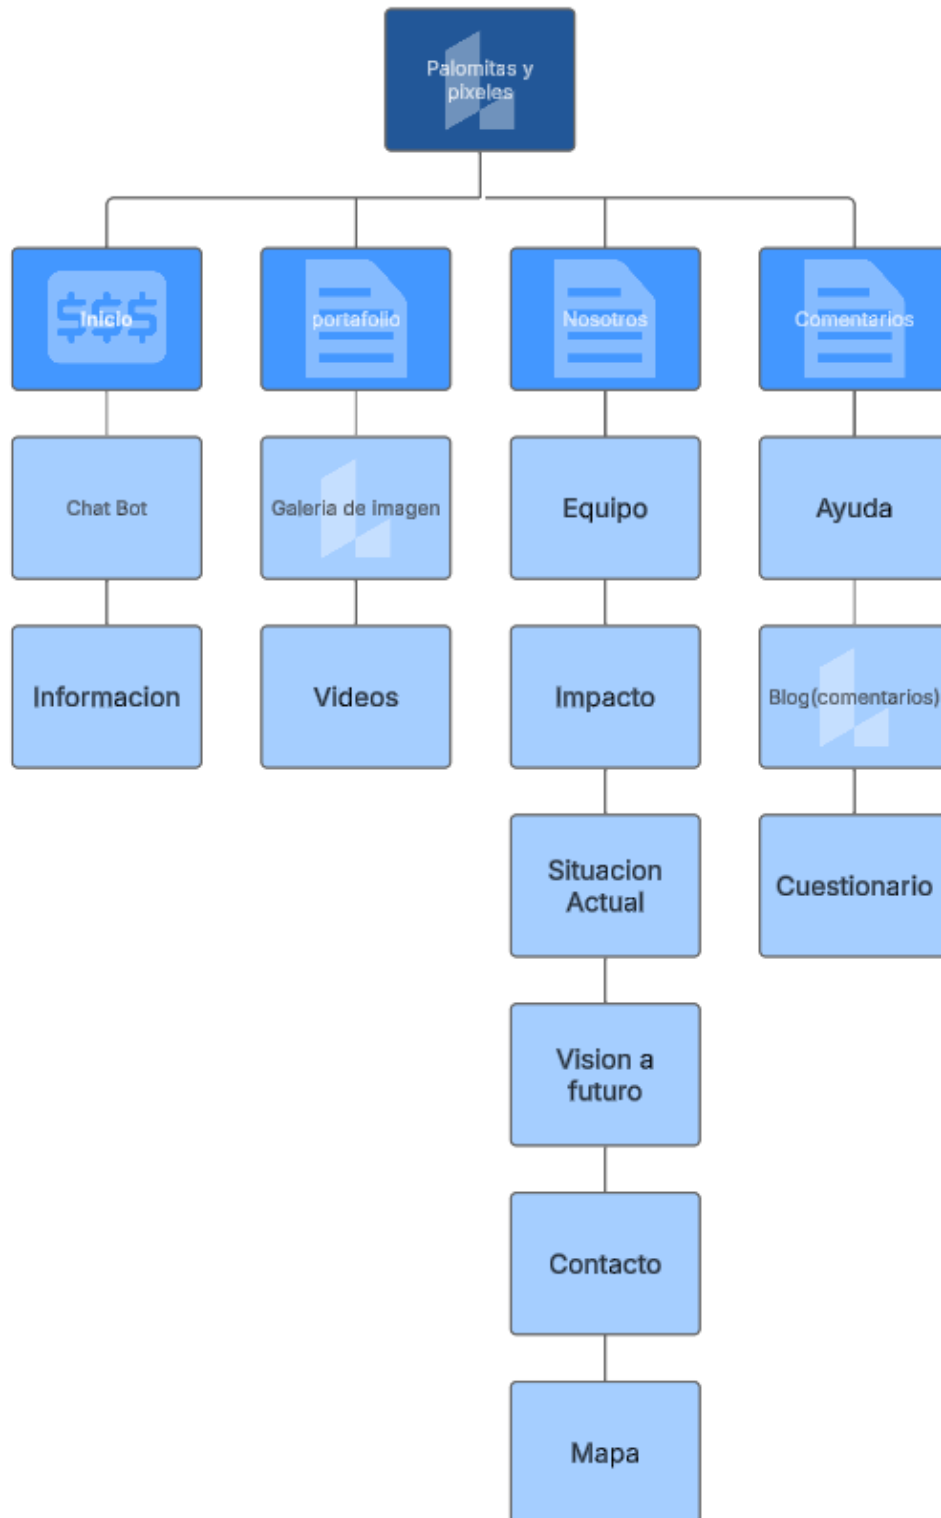 Palomitas y
pixeles
Inicio
portafolio
Nosotros
Comentarios
Chat Bot
Galeria de imagen
Equipo
Ayuda
Informacion
Videos
Impacto
Blog(comentarios)
Situacion
Actual
Cuestionario
Vision a
futuro
Contacto
Mapa